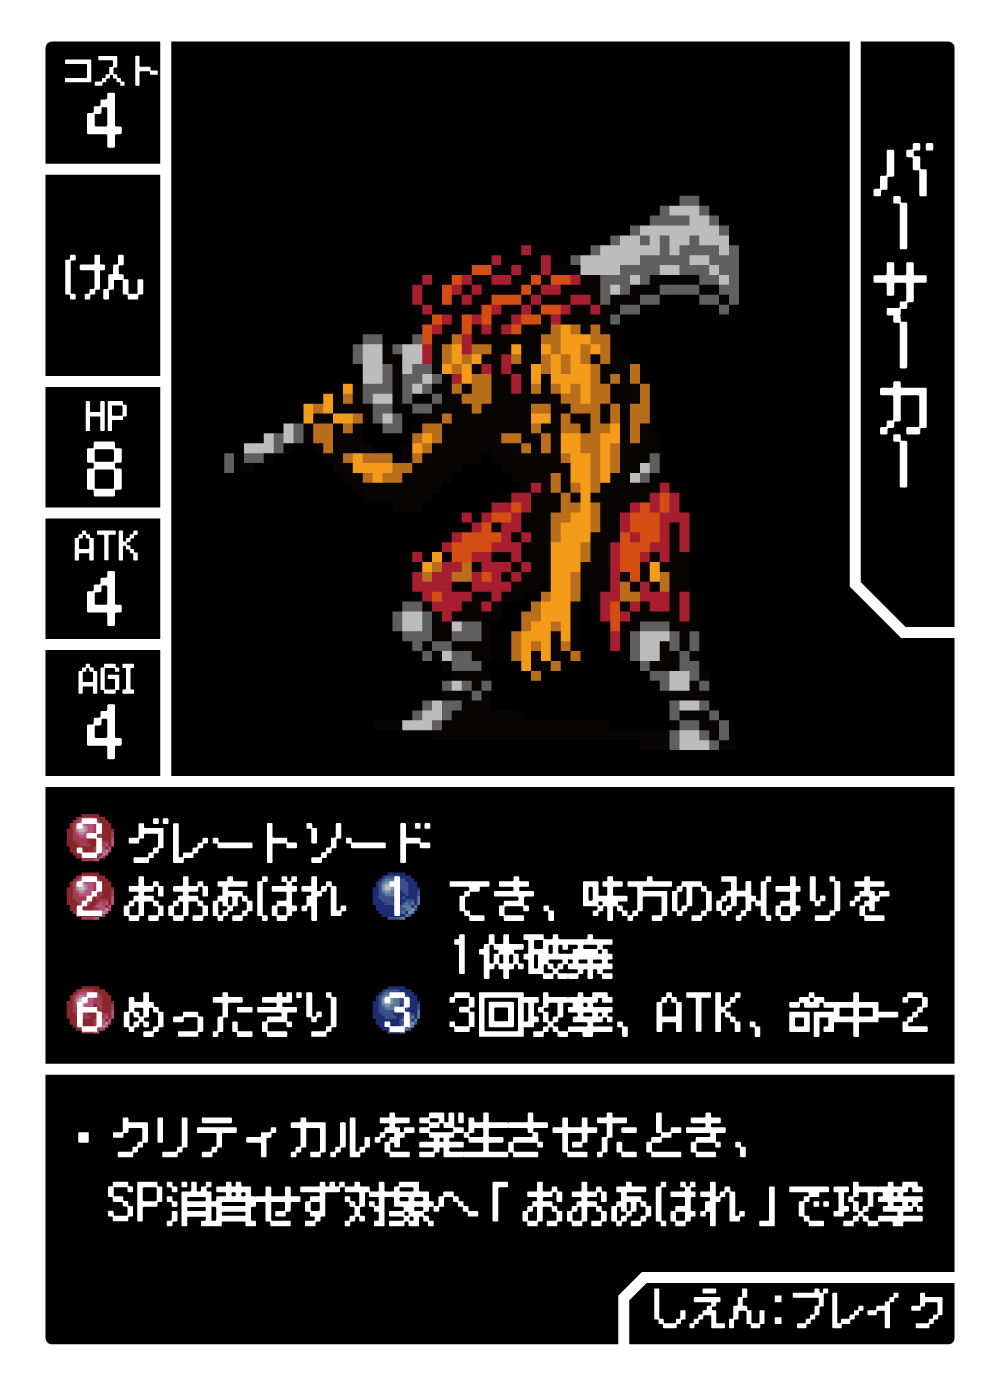 コスト
4
けん
HP
8
ATK
4
AGI
4
バーサーカー
3 グレートソード
2 おおあばれ 1 てき、味方のみはりを
1体破棄
6 めったぎり 3 3回攻撃、ATK、命中-2
・クリティカルを発生させたとき、
SP消費せず対象へ「おおあばれ」で攻撃
しえん:ブレイク